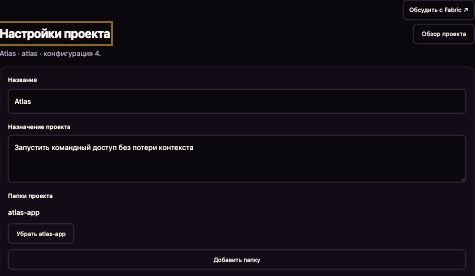 Обсудить с Fabric ↗
Настройки проекта
Обзор проекта
Atlas · atlas · конфигурация 4.
Название
Atlas
Назначение проекта
Запустить командный доступ без потери контекста
Папки проекта
atlas-app
Убрать atlas-app
Добавить папку